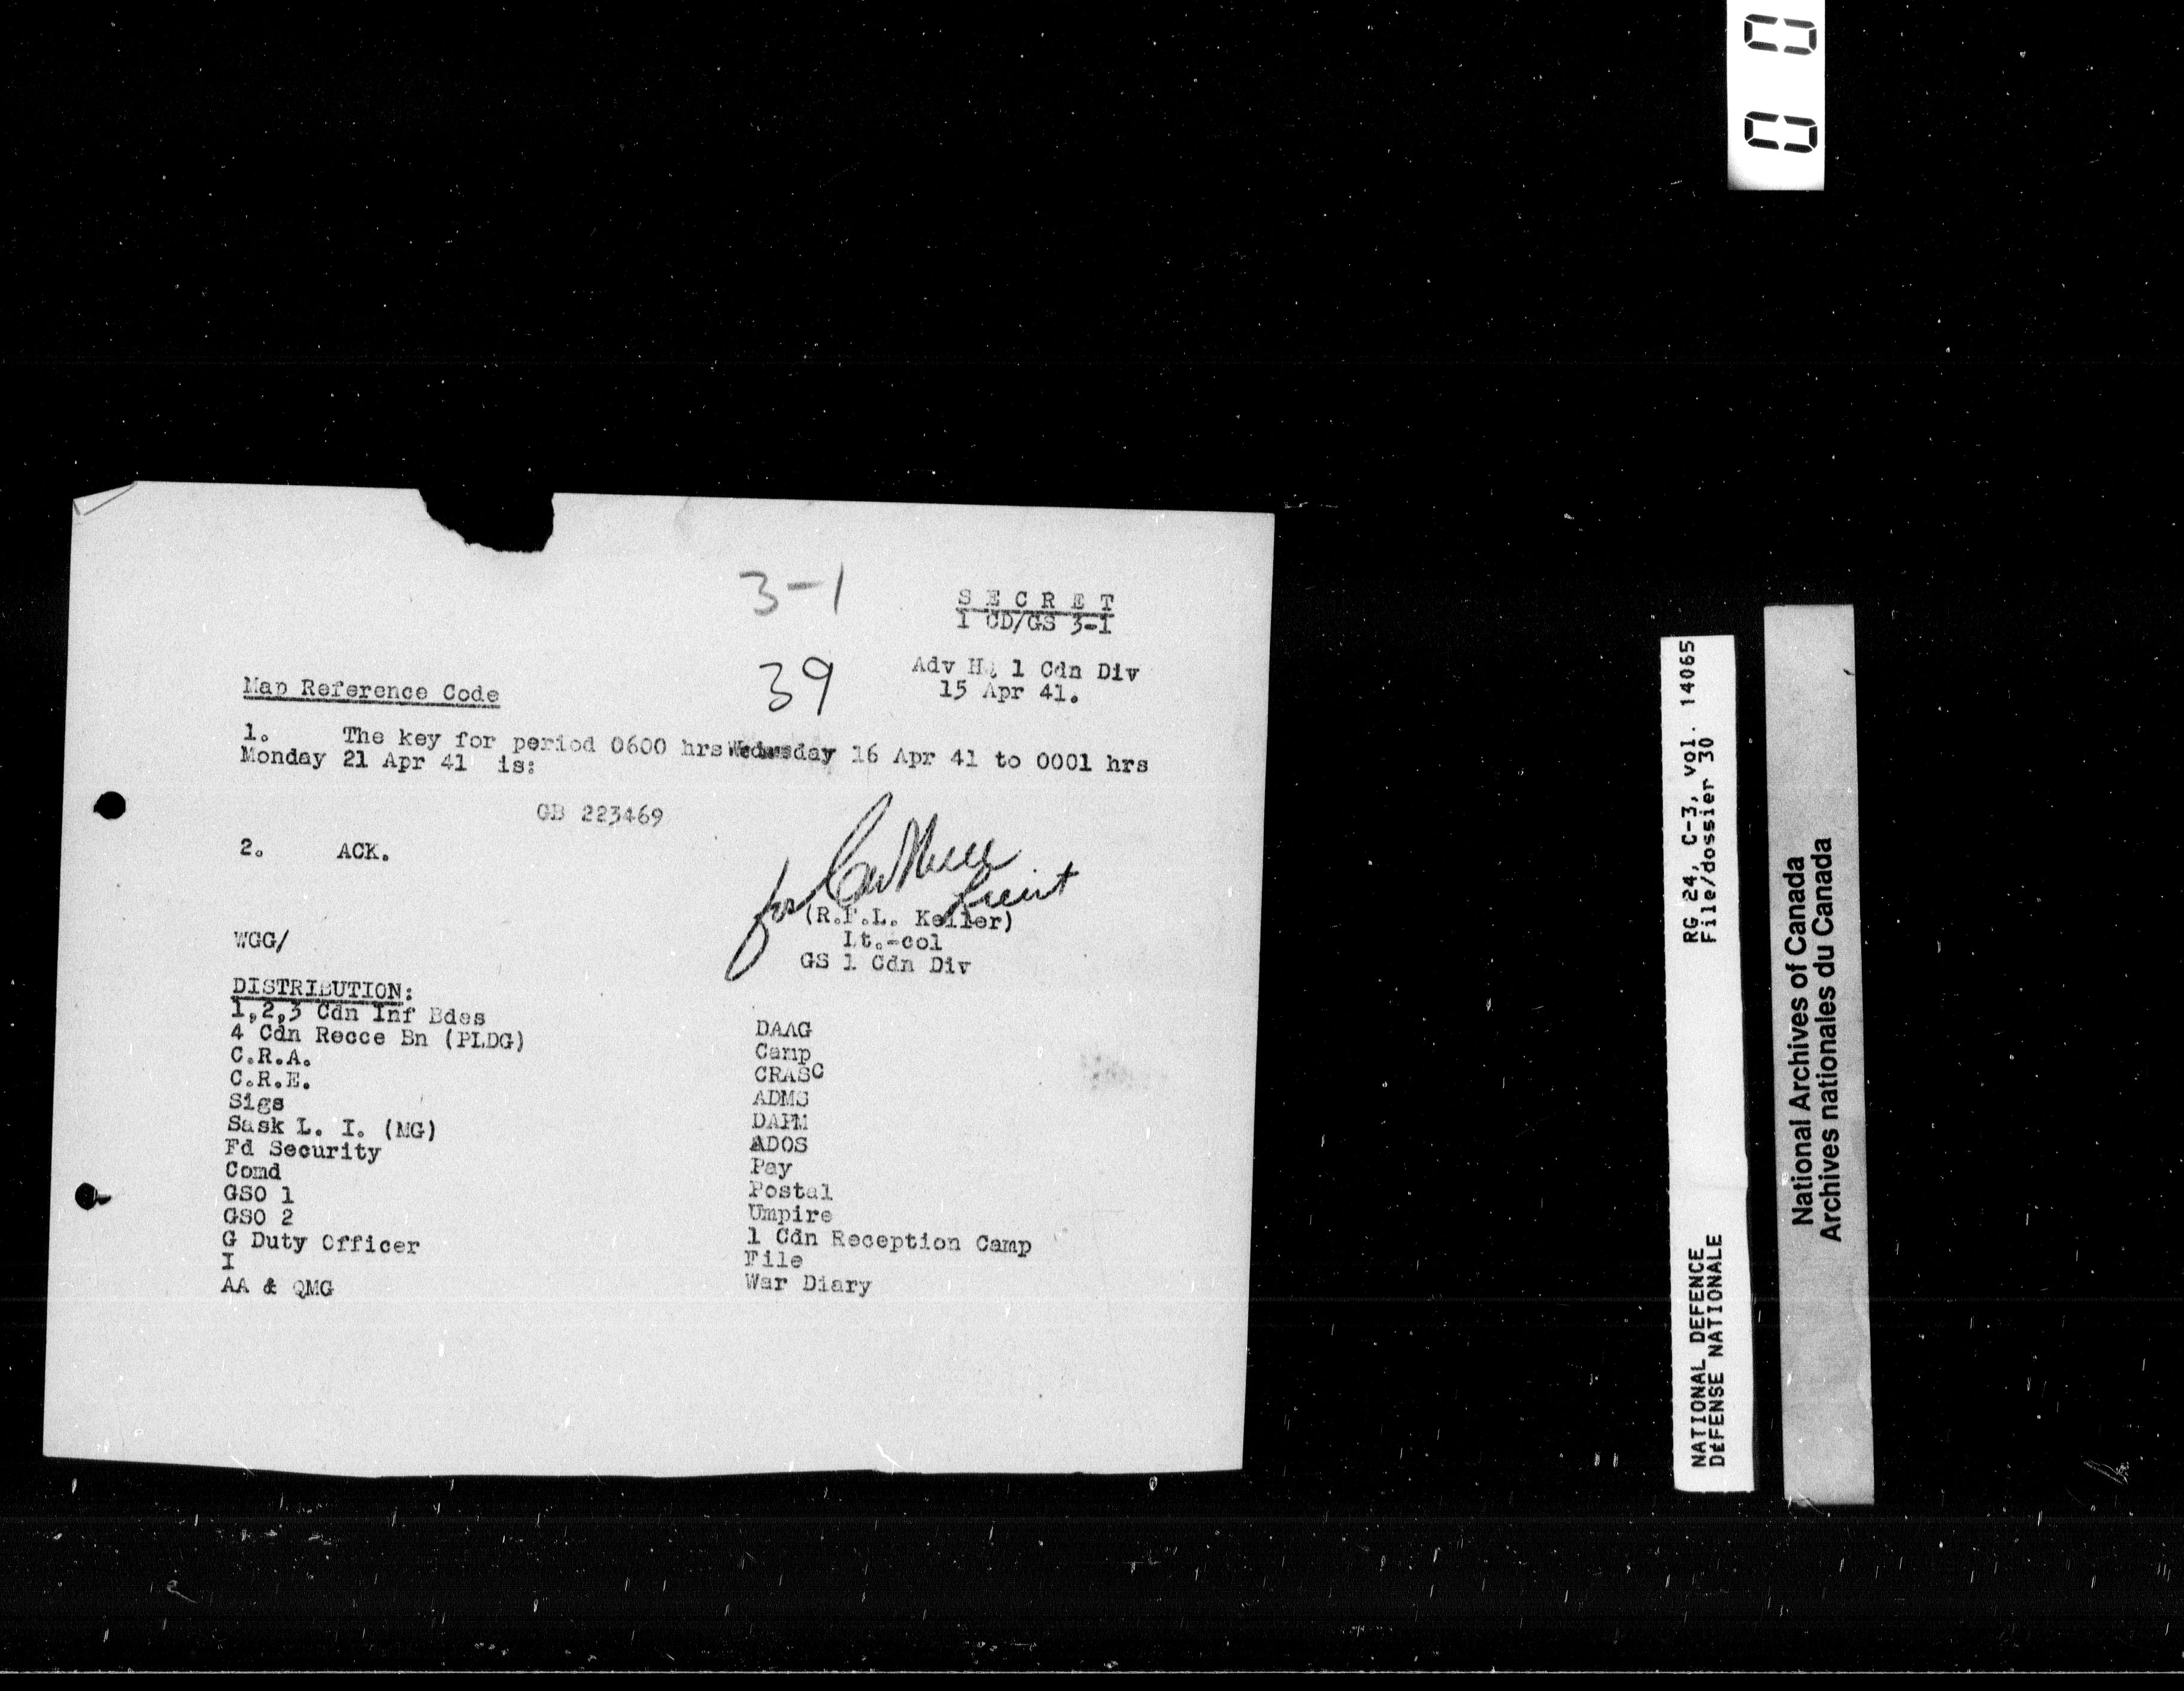 0 0
3-1
S E C R E T
1 CD/GS 3-1
39
Adv HQ 1 Cdn Div
15 Apr 41.
Map Reference Code
1. The key for period 0600 hrs Wednesday 16 Apr 41 to 0001 hrs
Monday 21 Apr 41 is:
GB 223469
2. ACK.
for
Lieut
(R.F.L. Keller)
Lt.-col
GS 1 Cdn Div
WGG/
DISTRIBUTION:
1,2,3 Cdn Inf Bdes
4 Cdn Recce Bn (PLDG)
C.R.A.
C.R.E.
Sigs
Sask L. I. (MG)
Fd Security
Comd
GSO 1
GSO 2
G Duty Officer
I
AA & QMG
DAAG
Camp
CRASC
ADMS
DAPM
ADOS
Pay
Postal
Umpire
1 Cdn Reception Camp
File
War Diary
NATIONAL DEFENCE RG 24, C-3, vol. 14065
DÉFENSE NATIONALE File/dossier 30
National Archives of Canada
Archives nationales du Canada